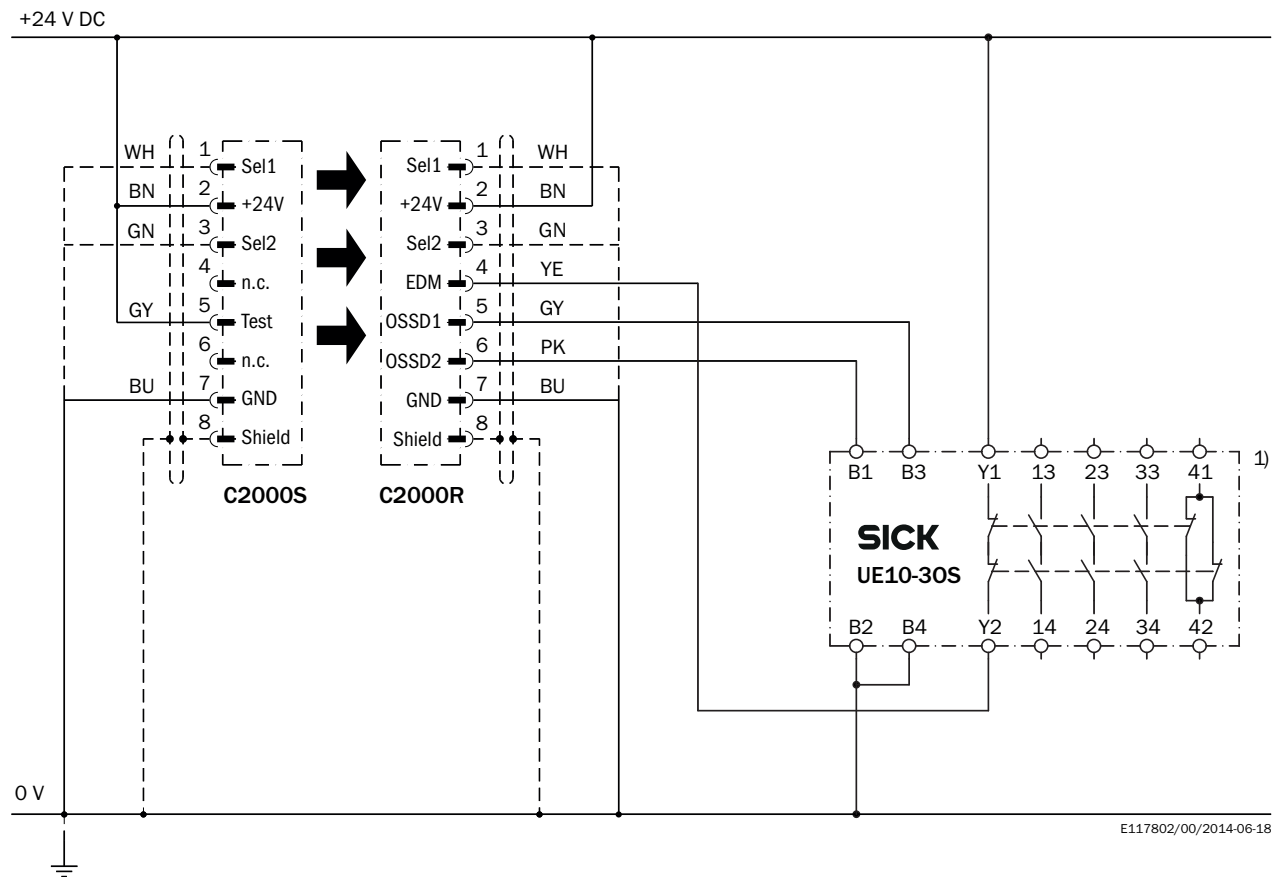 +24 V DC
WH 1 Sel1
BN 2 +24V
GN 3 Sel2
4 n.c.
GY 5 Test
6 n.c.
BU 7 GND
8 Shield
C2000S
Sel1 1 WH
+24V 2 BN
Sel2 3 GN
EDM 4 YE
OSSD1 5 GY
OSSD2 6 PK
GND 7 BU
Shield 8
C2000R
B1 B3 Y1 13 23 33 41 1)
SICK
UE10-30S
B2 B4 Y2 14 24 34 42
0 V
E117802/00/2014-06-18